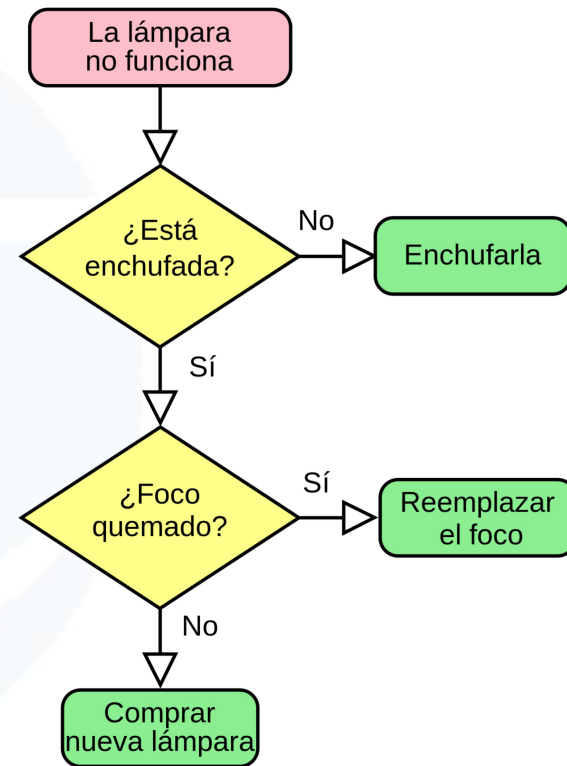 La lámpara
no funciona
¿Está
enchufada?
No
Enchufarla
Sí
¿Foco
quemado?
Sí
Reemplazar
el foco
No
Comprar
nueva lámpara